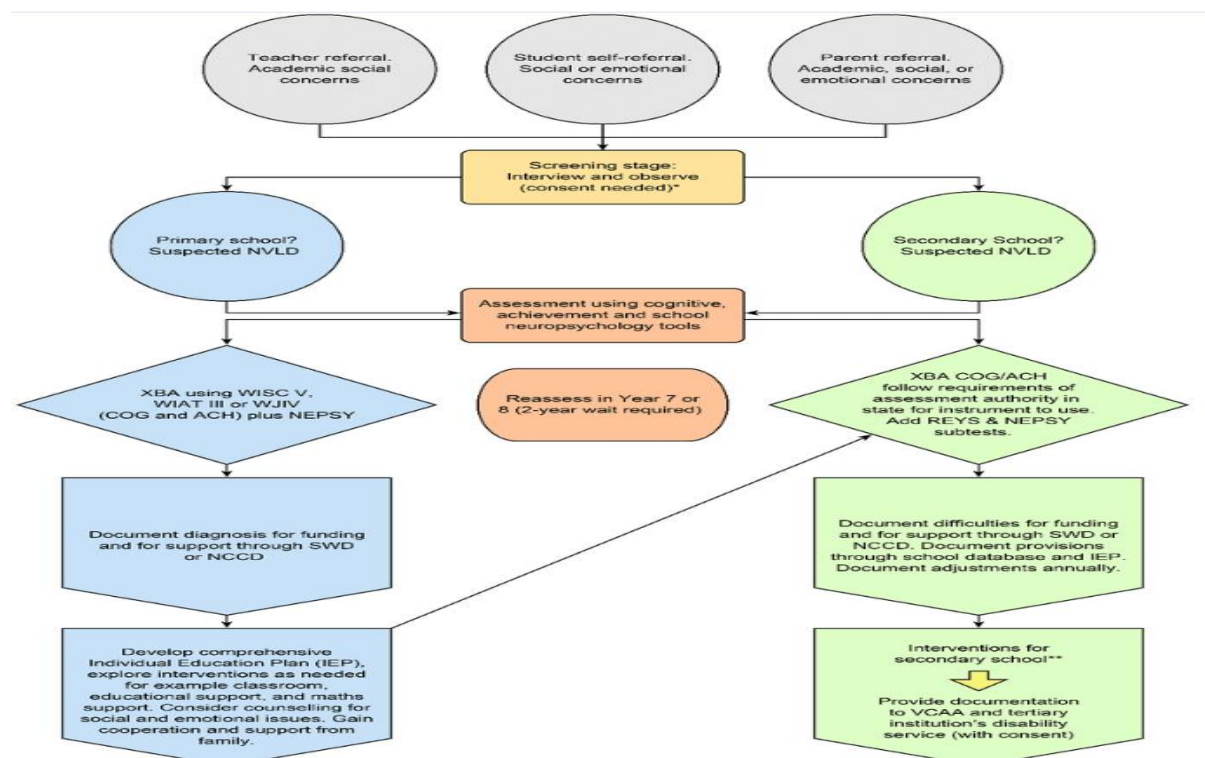 Teacher referral.
Academic social
concerns
Student self-referral.
Social or emotional
concerns
Parent referral.
Academic, social, or
emotional concerns
Screening stage:
Interview and observe
(consent needed)*
Primary school?
Suspected NVLD
Secondary School?
Suspected NVLD
Assessment using cognitive,
achievement and school
neuropsychology tools
XBA using WISC V,
WIAT III or WJIV
(COG and ACH) plus NEPSY
Reassess in Year 7 or
8 (2-year wait required)
XBA COG/ACH
follow requirements of
assessment authority in
state for instrument to use.
Add REYS & NEPSY
subtests.
Document diagnosis for funding
and for support through SWD
or NCCD
Document difficulties for funding
and for support through SWD or
NCCD. Document provisions
through school database and IEP.
Document adjustments annually.
Develop comprehensive
Individual Education Plan (IEP),
explore interventions as needed
for example classroom,
educational support, and maths
support. Consider counselling for
social and emotional issues. Gain
cooperation and support from
family.
Interventions for
secondary school**
Provide documentation
to VCAA and tertiary
institution's disability
service (with consent)